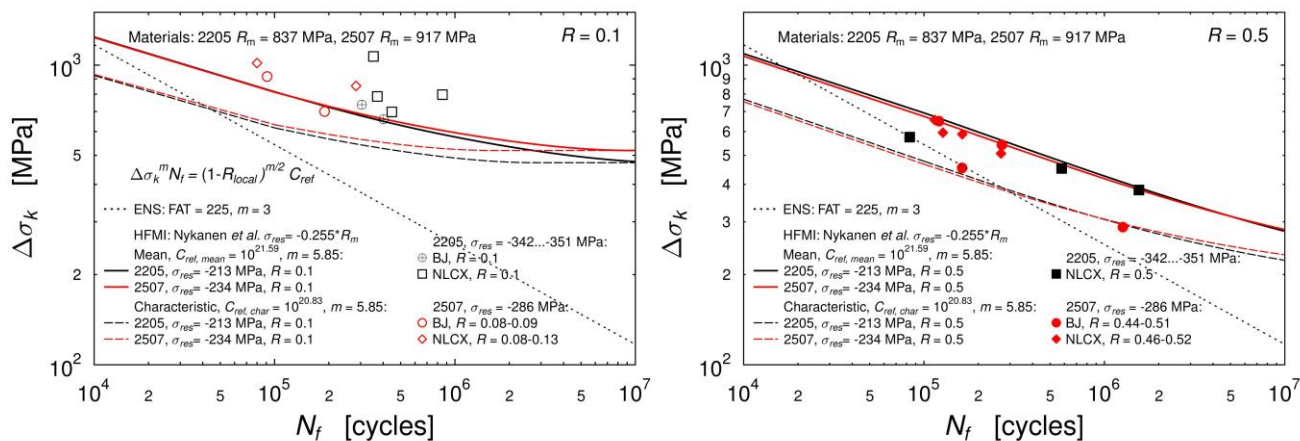 Materials: 2205 Rm = 837 MPa, 2507 Rm = 917 MPa
R = 0.1
10^3
5
2
10^2
Δσk [MPa]
Δσk^m Nf = (1-Rlocal)^m/2 Cref
ENS: FAT = 225, m = 3
HFMI: Nykanen et al. σres= -0.255*Rm
Mean, Cref,mean = 10^21.59, m = 5.85:
2205, σres= -213 MPa, R = 0.1
2507, σres= -234 MPa, R = 0.1
Characteristic, Cref,char = 10^20.83, m = 5.85:
2205, σres= -213 MPa, R = 0.1
2507, σres= -234 MPa, R = 0.1
2205, σres = -342...-351 MPa:
BJ, R = 0.1
NLCX, R = 0.1
2507, σres = -286 MPa:
BJ, R = 0.08-0.09
NLCX, R = 0.08-0.13
10^4 2 5 10^5 2 5 10^6 2 5 10^7
Nf [cycles]
Materials: 2205 Rm = 837 MPa, 2507 Rm = 917 MPa
R = 0.5
10^3
7
6
5
4
3
2
10^2
Δσk [MPa]
ENS: FAT = 225, m = 3
HFMI: Nykanen et al. σres= -0.255*Rm
Mean, Cref,mean = 10^21.59, m = 5.85:
2205, σres= -213 MPa, R = 0.5
2507, σres= -234 MPa, R = 0.5
Characteristic, Cref,char = 10^20.83, m = 5.85:
2205, σres= -213 MPa, R = 0.5
2507, σres= -234 MPa, R = 0.5
2205, σres = -342...-351 MPa:
NLCX, R = 0.5
2507, σres = -286 MPa:
BJ, R = 0.44-0.51
NLCX, R = 0.46-0.52
10^4 2 5 10^5 2 5 10^6 2 5 10^7
Nf [cycles]